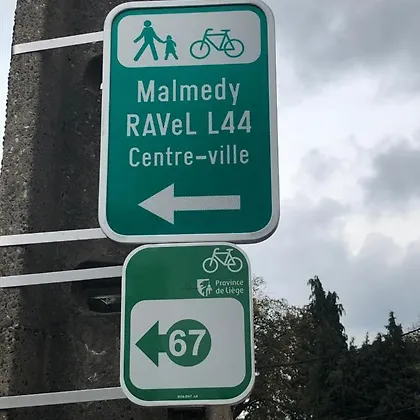 Malmedy
RAVeL L44
Centre-ville
Province
de Liège
67